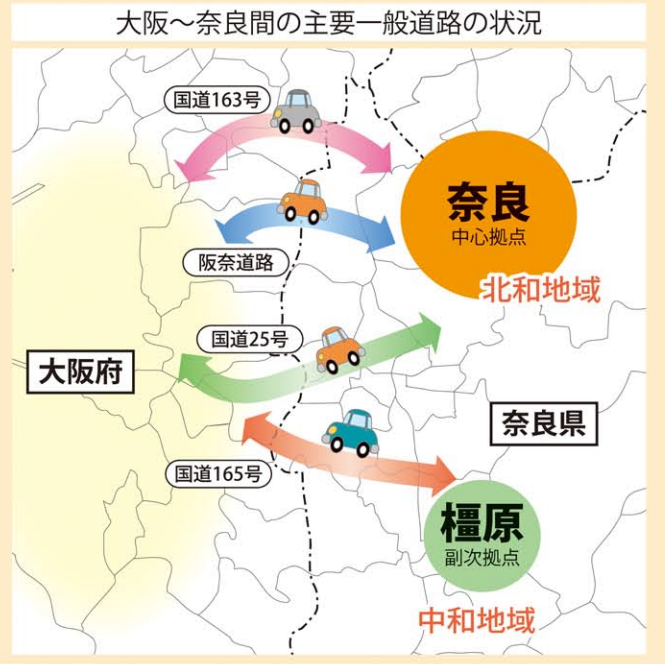 大阪～奈良間の主要一般道路の状況
国道163号
奈良
中心拠点
阪奈道路
北和地域
国道25号
大阪府
奈良県
国道165号
橿原
副次拠点
中和地域